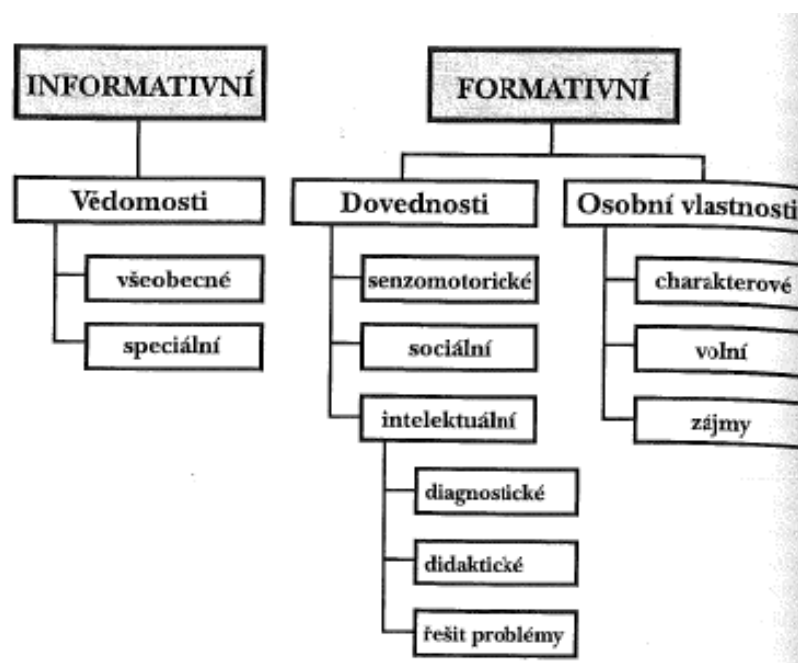 INFORMATIVNÍ
Vědomosti
všeobecné
speciální
FORMATIVNÍ
Dovednosti
senzomotorické
sociální
intelektuální
diagnostické
didaktické
řešit problémy
Osobní vlastnosti
charakterové
volní
zájmy